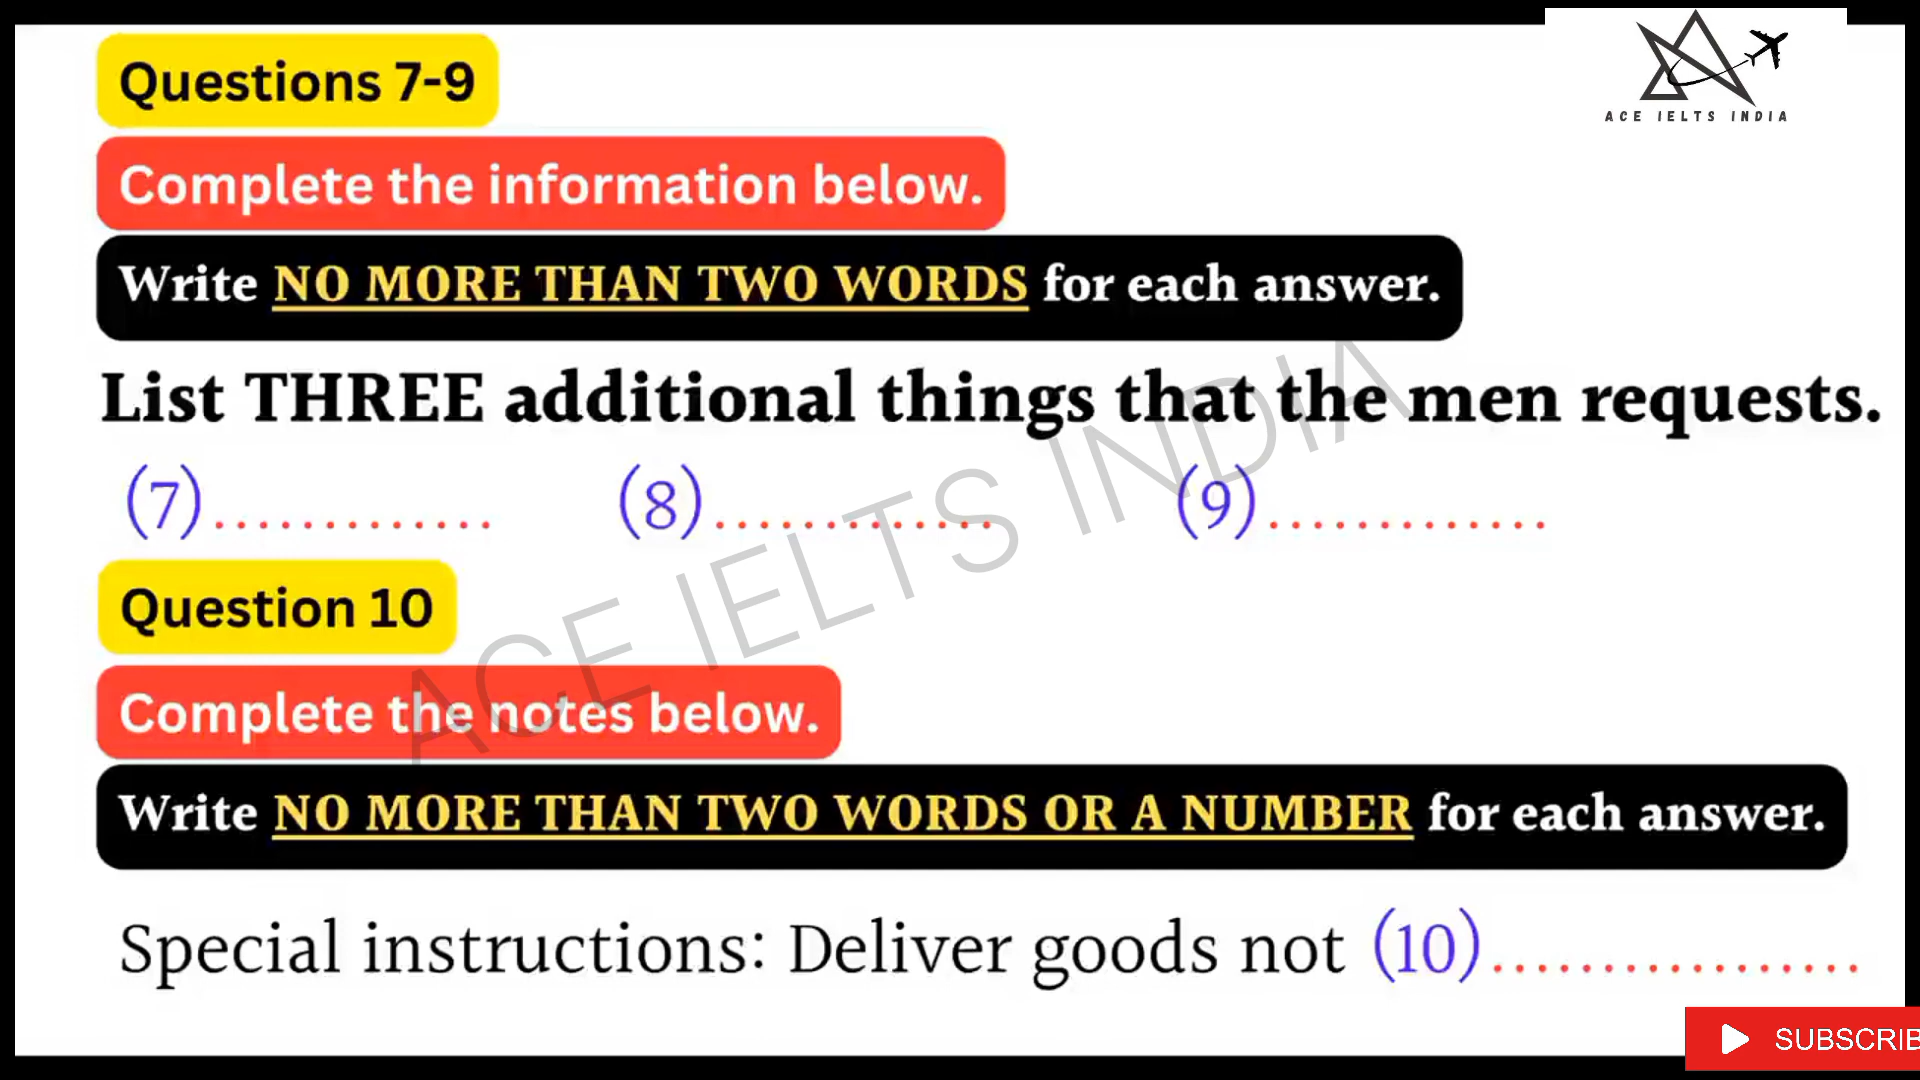 ACE IELTS INDIA
Questions 7-9
Complete the information below.
Write NO MORE THAN TWO WORDS for each answer.
List THREE additional things that the men requests.
(7)............. (8)............. (9).............
ACE IELTS INDIA
Question 10
Complete the notes below.
Write NO MORE THAN TWO WORDS OR A NUMBER for each answer.
Special instructions: Deliver goods not (10).................
SUBSCRIB